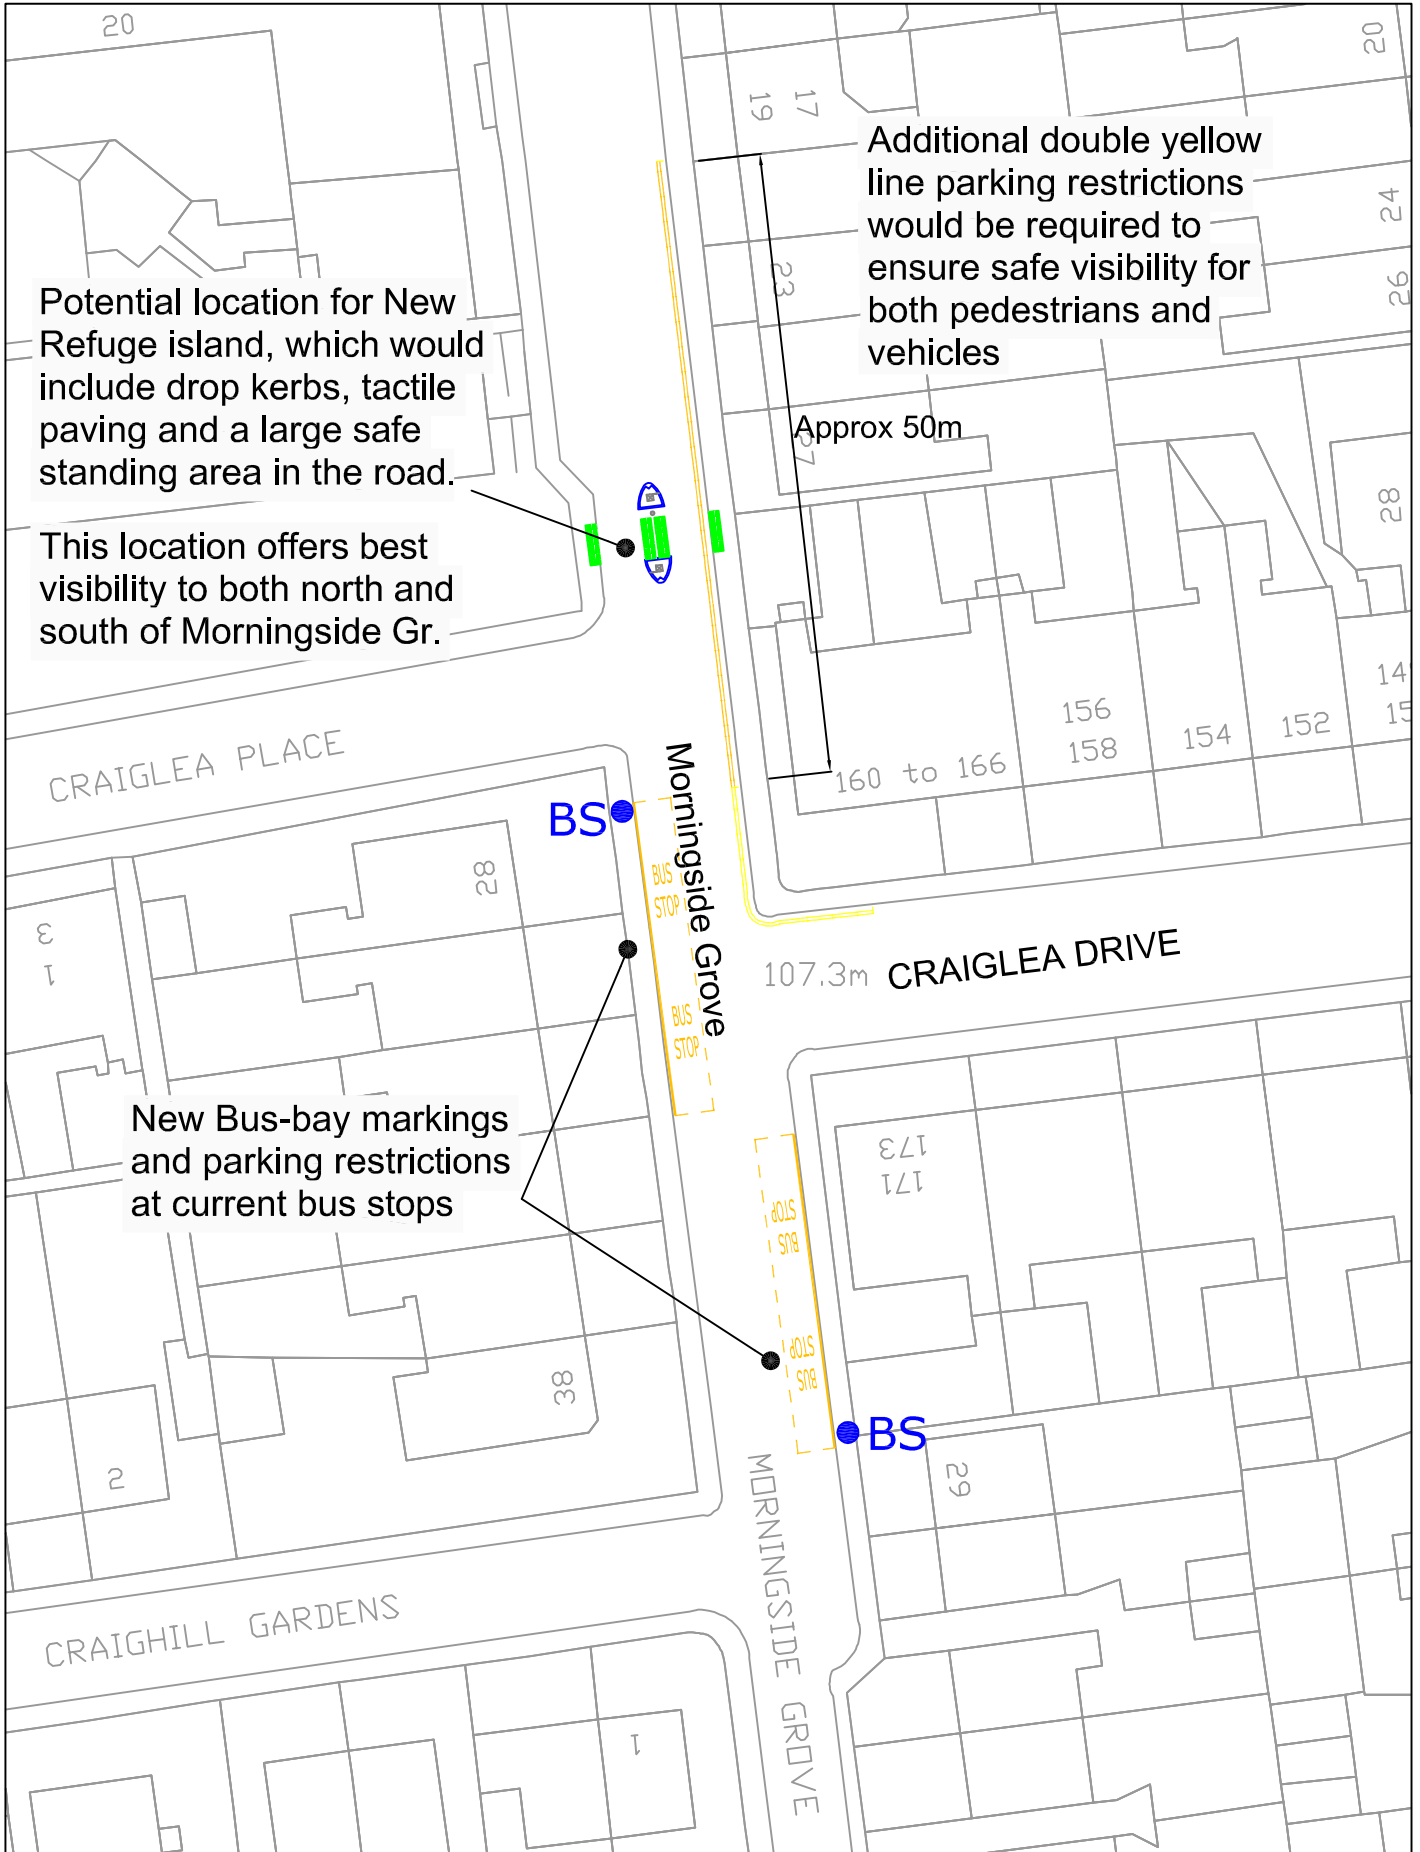 20
19
17
20
Additional double yellow
line parking restrictions
would be required to
ensure safe visibility for
both pedestrians and
vehicles
24
26
23
Potential location for New
Refuge island, which would
include drop kerbs, tactile
paving and a large safe
standing area in the road.
Approx 50m
27
28
This location offers best
visibility to both north and
south of Morningside Gr.
CRAIGLEA PLACE
156
158
154
152
14
15
160 to 166
Morningside Grove
BS
BUS
STOP
28
3
1
107.3m
CRAIGLEA DRIVE
BUS
STOP
New Bus-bay markings
and parking restrictions
at current bus stops
173
171
BUS
STOP
BUS
STOP
38
BS
2
29
MORNINGSIDE GROVE
CRAIGHILL GARDENS
1